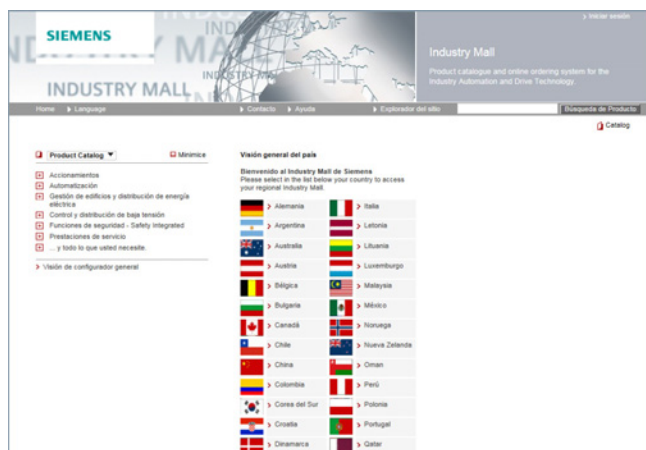 SIEMENS
INDUSTRY MALL
Iniciar sesión
Industry Mall
Product catalogue and online ordering system for the
Industry Automation and Drive Technology.
Home Language Contacto Ayuda Explorador del sitio Búsqueda de Producto
Catalog
Product Catalog Minimice
Accionamientos
Automatización
Gestión de edificios y distribución de energía
eléctrica
Control y distribución de baja tensión
Funciones de seguridad - Safety Integrated
Prestaciones de servicio
... y todo lo que usted necesite.
Visión de configurador general
Visión general del país
Bienvenido al Industry Mall de Siemens
Please select in the list below your country to access
your regional Industry Mall.
Alemania Italia
Argentina Letonia
Australia Lituania
Austria Luxemburgo
Bélgica Malaysia
Bulgaria México
Canadá Noruega
Chile Nueva Zelanda
China Oman
Colombia Perú
Corea del Sur Polonia
Croatia Portugal
Dinamarca Qatar